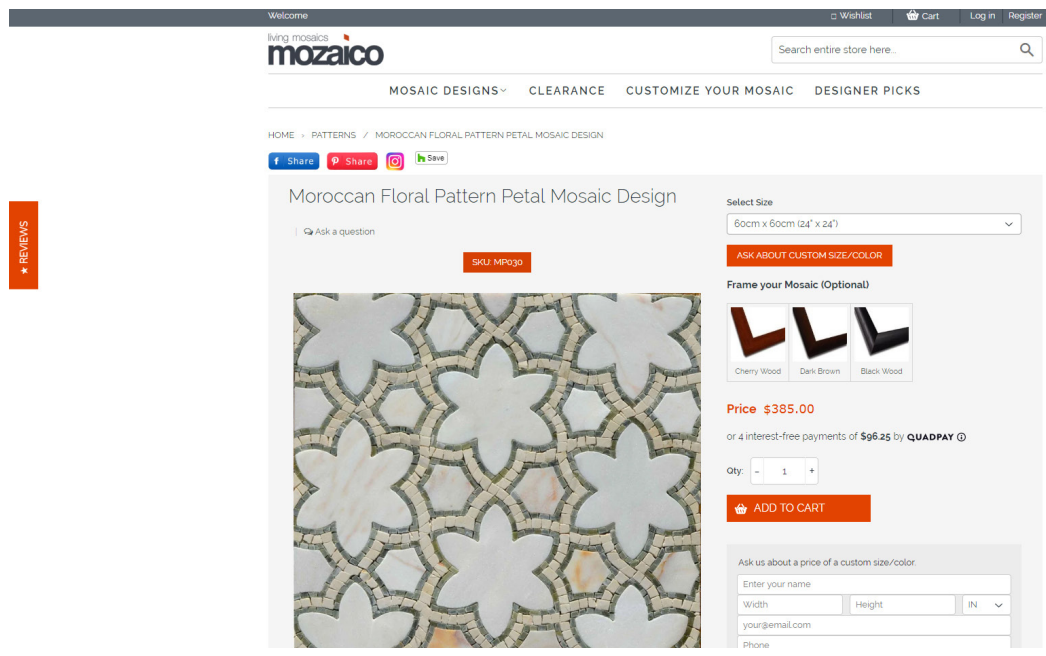 Welcome
Wishlist
Cart
Log in
Register
living mosaics
mozaico
Search entire store here...
MOSAIC DESIGNS
CLEARANCE
CUSTOMIZE YOUR MOSAIC
DESIGNER PICKS
HOME > PATTERNS / MOROCCAN FLORAL PATTERN PETAL MOSAIC DESIGN
f Share
Share
Save
★ REVIEWS
Moroccan Floral Pattern Petal Mosaic Design
| Ask a question
SKU: MP030
Select Size
60cm x 60cm (24" x 24")
ASK ABOUT CUSTOM SIZE/COLOR
Frame your Mosaic (Optional)
Cherry Wood
Dark Brown
Black Wood
Price $385.00
or 4 interest-free payments of $96.25 by QUADPAY
Qty: - 1 +
ADD TO CART
Ask us about a price of a custom size/color.
Enter your name
Width
Height
IN
your@email.com
Phone